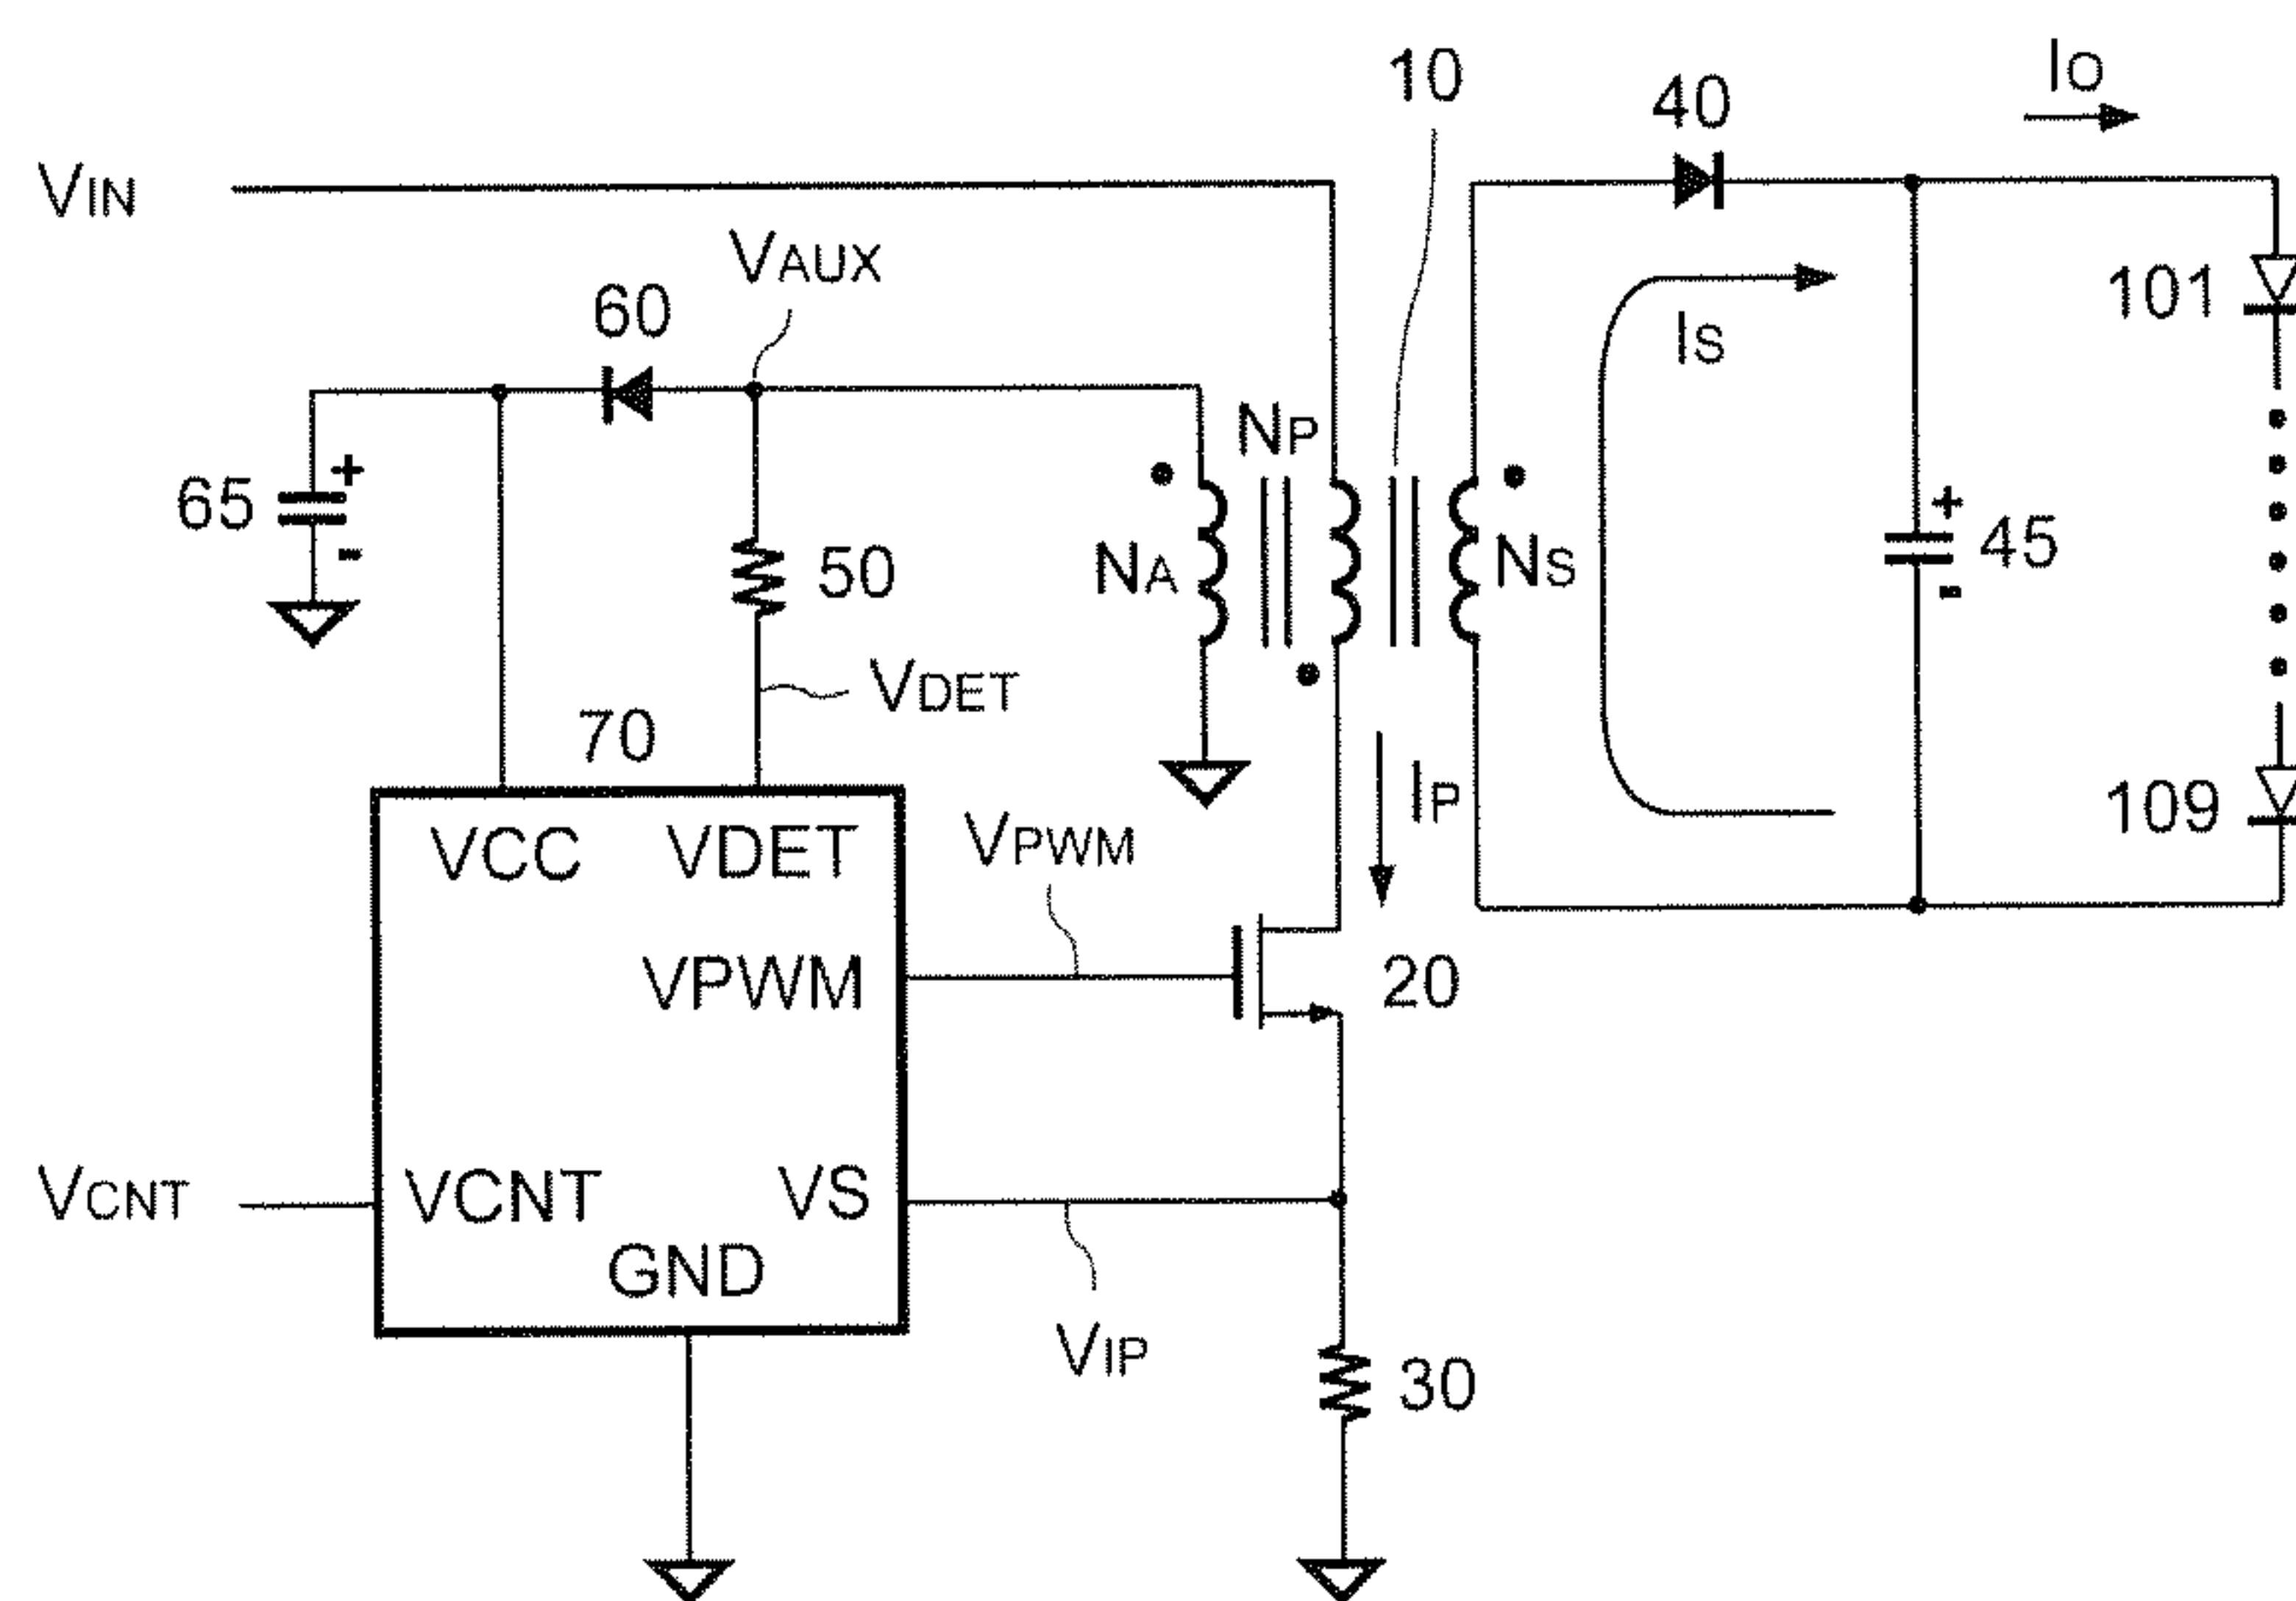 10
IO
40
VIN
VAUX
60
101
IS
NP
65
+
-
50
NA
NS
+
45
-
VDET
70
IP
109
VCC
VDET
VPWM
VPWM
20
VCNT
VCNT
VS
GND
VIP
30